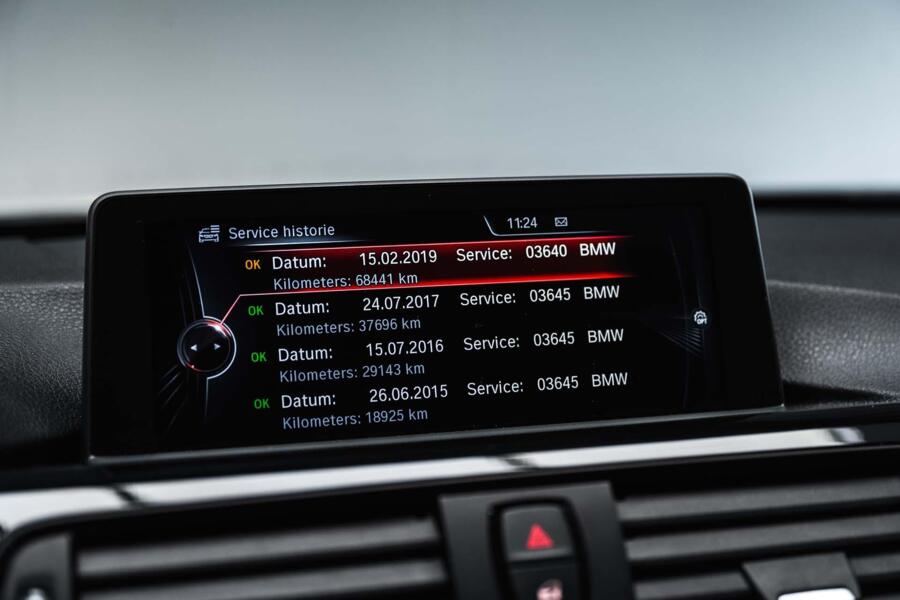 Service historie
11:24
OK Datum: 15.02.2019 Service: 03640 BMW
Kilometers: 68441 km
OK Datum: 24.07.2017 Service: 03645 BMW
Kilometers: 37696 km
OK Datum: 15.07.2016 Service: 03645 BMW
Kilometers: 29143 km
OK Datum: 26.06.2015 Service: 03645 BMW
Kilometers: 18925 km
OPT